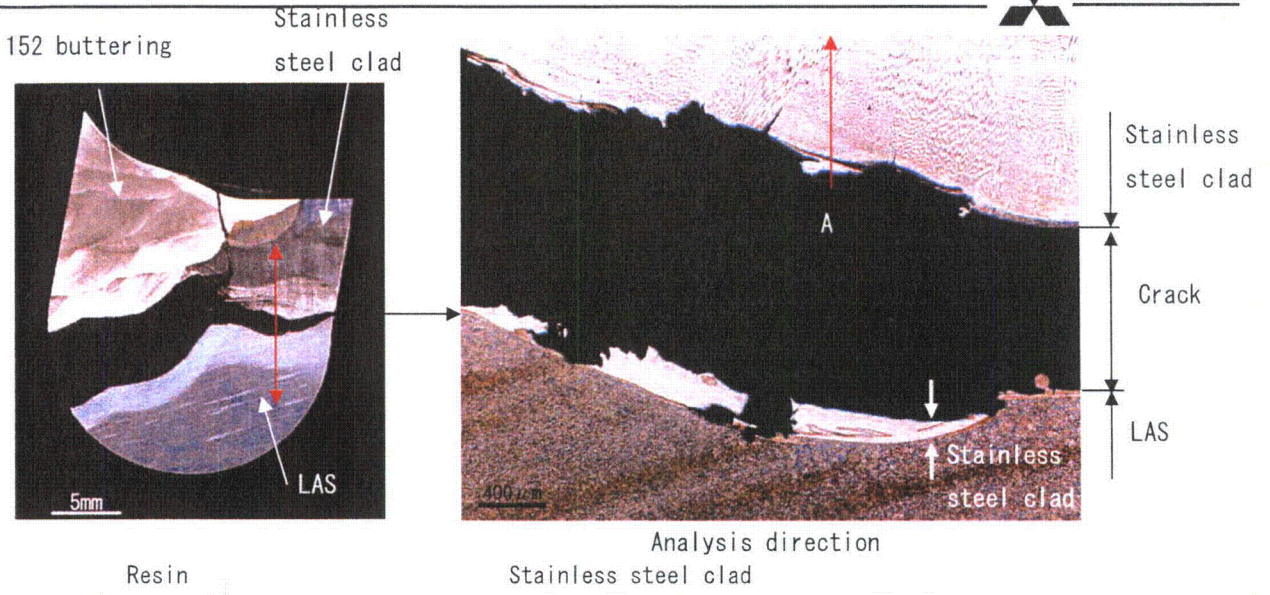 Stainless
steel clad
152 buttering
5mm
LAS
A
400μm
Stainless
steel clad
Stainless
steel clad
Crack
LAS
Analysis direction
Resin
Stainless steel clad